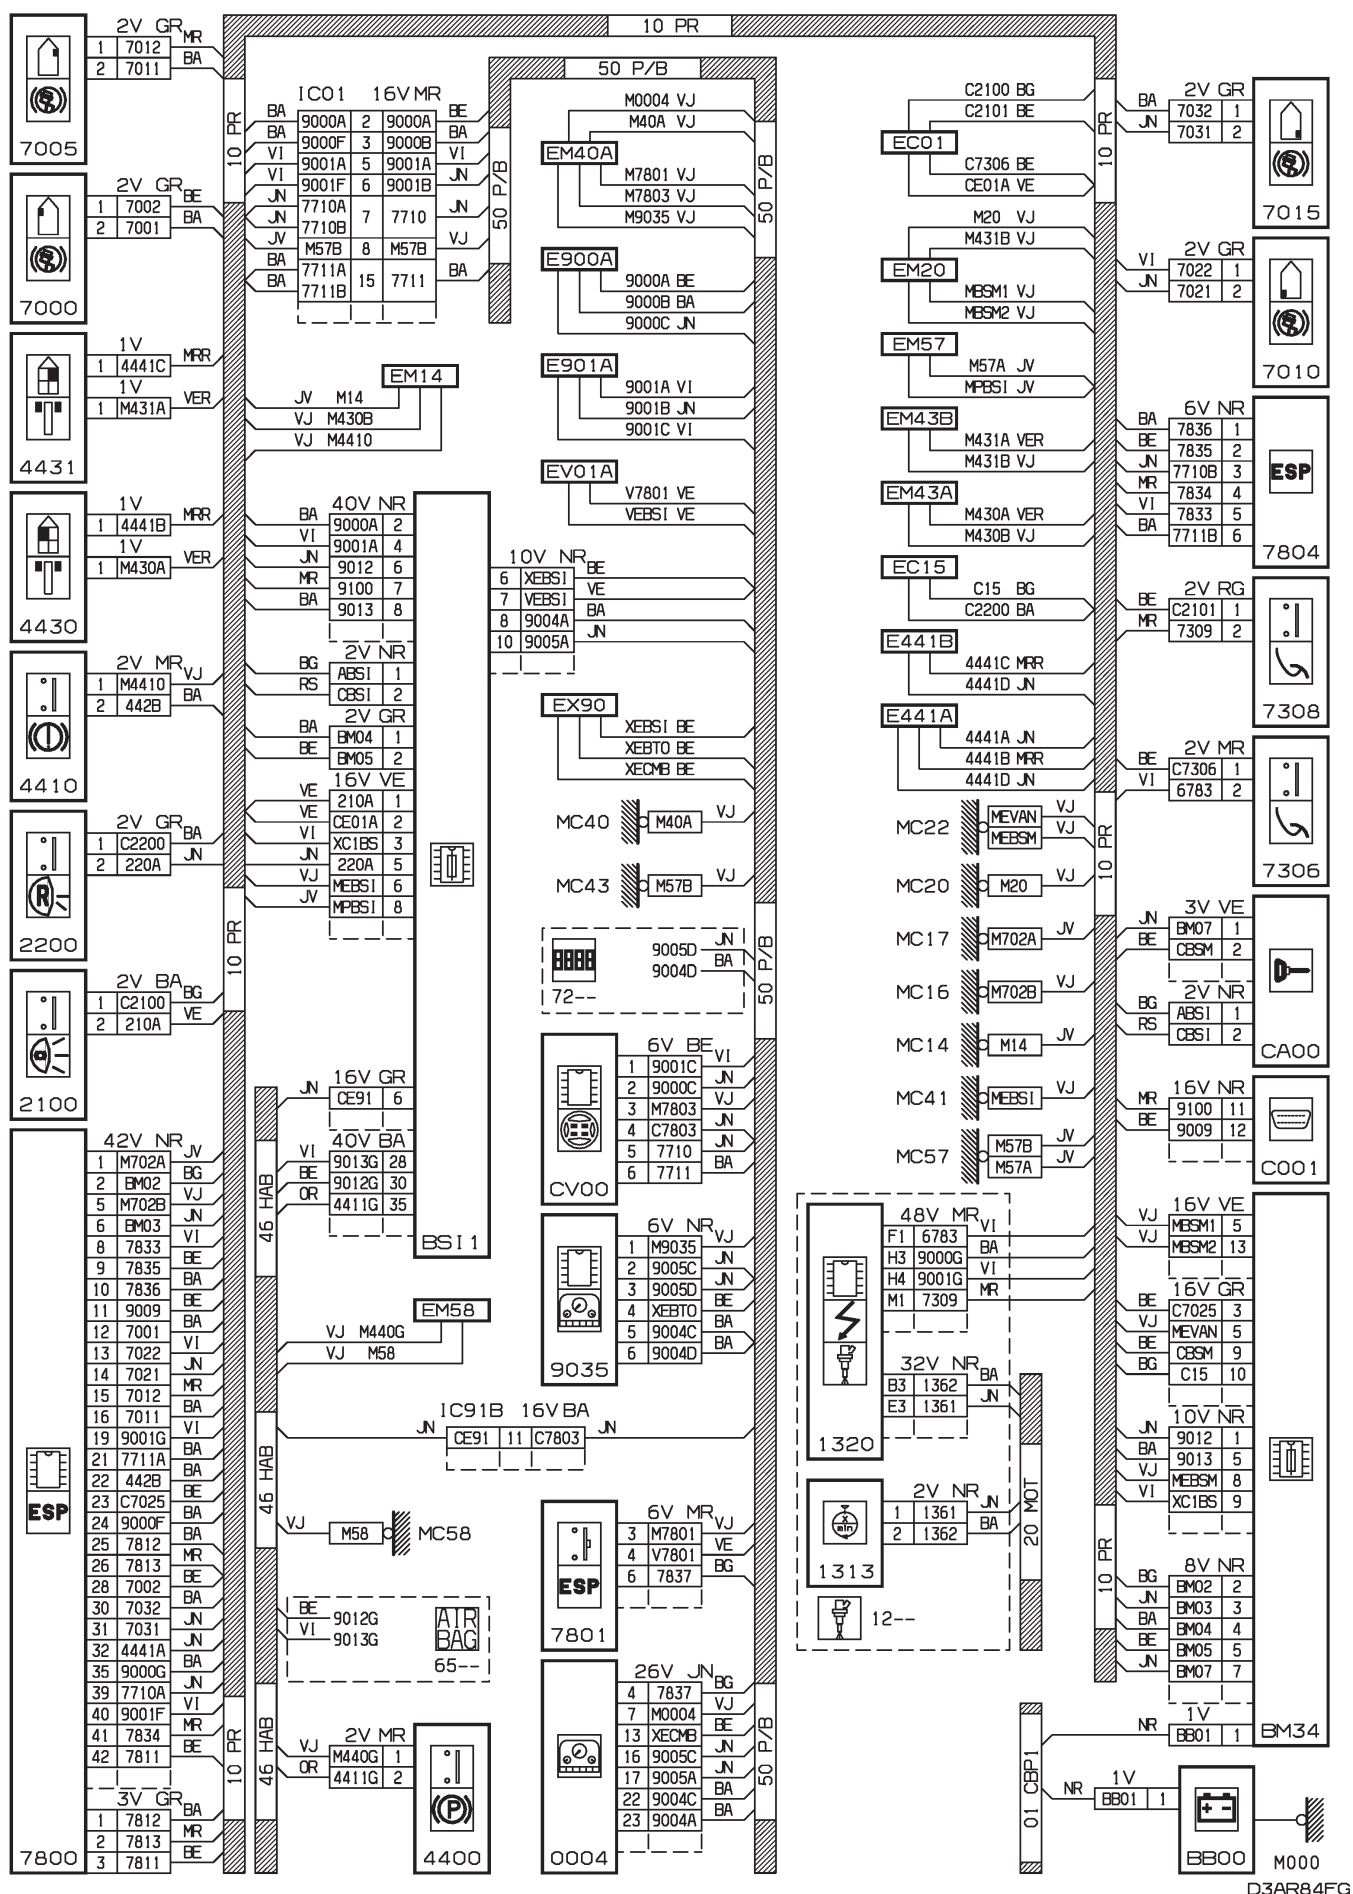 10 PR
50 P/B
2V GR
1 7012 MR
2 7011 BA
7005
2V GR
1 7002 BE
2 7001 BA
7000
1V
1 4441C MRR
1V
1 M431A VER
4431
1V
1 4441B MRR
1V
1 M430A VER
4430
2V MR
1 M4410 VJ
2 442B BA
4410
2V GR
1 C2200 BA
2 220A JN
R
2200
2V BA
1 C2100 BG
2 210A VE
2100
42V NR
1 M702A JV
2 BM02 BG
5 M702B VJ
6 BM03 JN
8 7833 VI
9 7835 BE
10 7836 BA
11 9009 BE
12 7001 BA
13 7022 VI
14 7021 JN
15 7012 MR
16 7011 BA
19 9001G VI
21 7711A BA
22 442B BA
23 C7025 BE
24 9000F BA
25 7812 BA
26 7813 MR
28 7002 BE
30 7032 BA
31 7031 JN
32 4441A JN
35 9000G BA
39 7710A JN
40 9001F VI
41 7834 MR
42 7811 BE
3V GR
1 7812 BA
2 7813 MR
3 7811 BE
ESP
7800
10 PR
10 PR
10 PR
IC01 16V MR
BA 9000A 2 9000A BE
BA 9000F 3 9000B BA
VI 9001A 5 9001A VI
VI 9001F 6 9001B JN
JN 7710A
JN 7710B 7 7710 JN
JV M57B 8 M57B VJ
BA 7711A
BA 7711B 15 7711 BA
50 P/B
EM14
JV M14
VJ M430B
VJ M4410
40V NR
BA 9000A 2
VI 9001A 4
JN 9012 6
MR 9100 7
BA 9013 8
2V NR
BG ABSI 1
RS CBSI 2
2V GR
BA BM04 1
BE BM05 2
16V VE
VE 210A 1
VE CE01A 2
VI XC1BS 3
JN 220A 5
VJ MEBSI 6
JV MPBSI 8
16V GR
JN CE91 6
40V BA
VI 9013G 28
BE 9012G 30
OR 4411G 35
BSI1
10V NR
6 XEBSI BE
7 VEBSI VE
8 9004A BA
10 9005A JN
46 HAB
46 HAB
46 HAB
EM58
VJ M440G
VJ M58
IC91B 16V BA
JN CE91 11 C7803 JN
VJ M58 MC58
BE 9012G
VI 9013G
AIR
BAG
65--
2V MR
VJ M440G 1
OR 4411G 2
P
4400
M0004 VJ
M40A VJ
EM40A
M7801 VJ
M7803 VJ
M9035 VJ
E900A
9000A BE
9000B BA
9000C JN
E901A
9001A VI
9001B JN
9001C VI
EV01A
V7801 VE
VEBSI VE
EX90
XEBSI BE
XEBTO BE
XECMB BE
MC40 M40A VJ
MC43 M57B VJ
9005D JN
9004D BA
72--
6V BE
1 9001C VI
2 9000C JN
3 M7803 VJ
4 C7803 JN
5 7710 JN
6 7711 BA
CV00
6V NR
1 M9035 VJ
2 9005C JN
3 9005D JN
4 XEBTO BE
5 9004C BA
6 9004D BA
9035
6V MR
3 M7801 VJ
4 V7801 VE
6 7837 BG
ESP
7801
26V JN
4 7837 BG
7 M0004 VJ
13 XECMB BE
16 9005C JN
17 9005A JN
22 9004C BA
23 9004A BA
0004
50 P/B
50 P/B
50 P/B
C2100 BG
C2101 BE
EC01
C7306 BE
CE01A VE
M20 VJ
M431B VJ
EM20
MBSM1 VJ
MBSM2 VJ
EM57
M57A JV
MPBSI JV
EM43B
M431A VER
M431B VJ
EM43A
M430A VER
M430B VJ
EC15
C15 BG
C2200 BA
E441B
4441C MRR
4441D JN
E441A
4441A JN
4441B MRR
4441D JN
MC22 MEVAN VJ
MEBSM VJ
MC20 M20 VJ
MC17 M702A JV
MC16 M702B VJ
MC14 M14 JV
MC41 MEBSI VJ
MC57 M57B JV
M57A JV
48V MR
F1 6783 VI
H3 9000G BA
H4 9001G VI
M1 7309 MR
32V NR
B3 1362 BA
E3 1361 JN
1320
2V NR
1 1361 JN
2 1362 BA
x
min
1313
12--
20 MOT
01 CBP1
10 PR
10 PR
10 PR
2V GR
BA 7032 1
JN 7031 2
7015
2V GR
VI 7022 1
JN 7021 2
7010
6V NR
BA 7836 1
BE 7835 2
JN 7710B 3
MR 7834 4
VI 7833 5
BA 7711B 6
ESP
7804
2V RG
BE C2101 1
MR 7309 2
7308
2V MR
BE C7306 1
VI 6783 2
7306
3V VE
JN BM07 1
BE CBSM 2
2V NR
BG ABSI 1
RS CBSI 2
CA00
16V NR
MR 9100 11
BE 9009 12
C001
16V VE
VJ MBSM1 5
VJ MBSM2 13
16V GR
BE C7025 3
VJ MEVAN 5
BE CBSM 9
BG C15 10
10V NR
JN 9012 1
BA 9013 5
VJ MEBSM 8
VI XC1BS 9
8V NR
BG BM02 2
JN BM03 3
BA BM04 4
BE BM05 5
JN BM07 7
1V
NR BB01 1
BM34
1V
NR BB01 1
BB00
M000
D3AR84FG